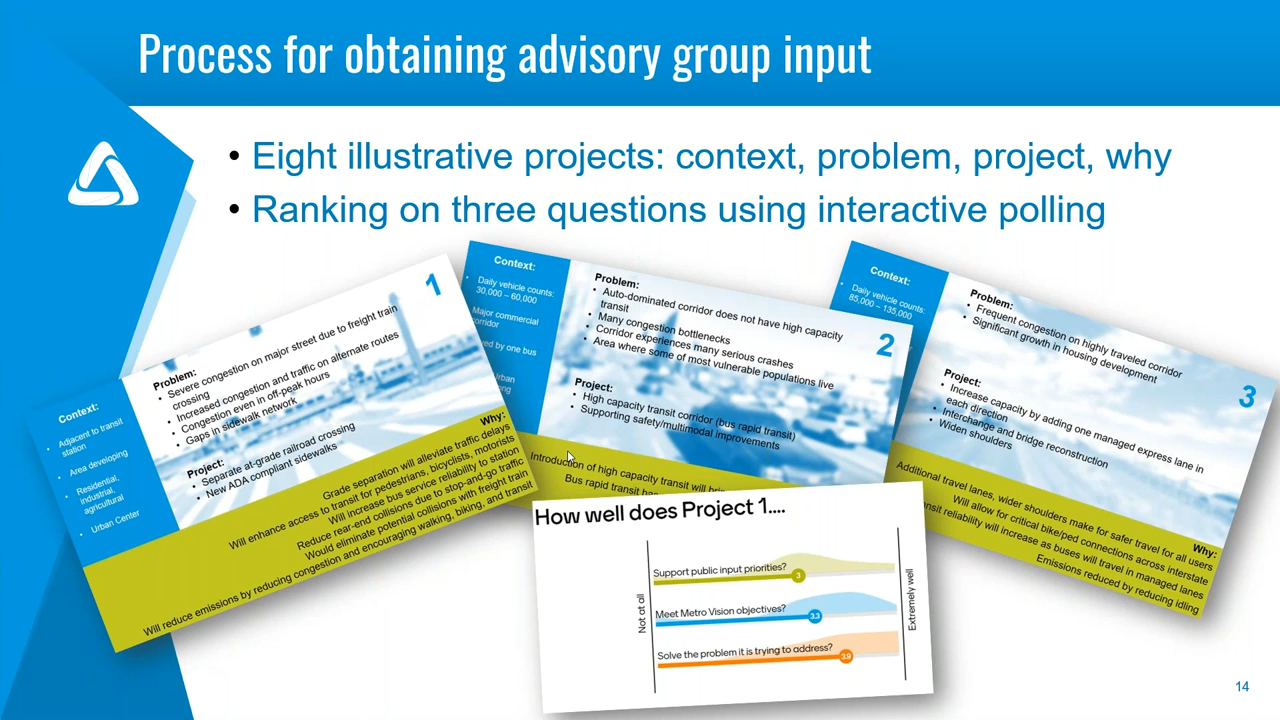 Process for obtaining advisory group input
• Eight illustrative projects: context, problem, project, why
• Ranking on three questions using interactive polling
1
Context:
• Adjacent to transit
station
• Area developing
• Residential,
industrial,
agricultural
• Urban Center
Problem:
• Severe congestion on major street due to freight train
crossing
• Increased congestion and traffic on alternate routes
• Congestion even in off-peak hours
• Gaps in sidewalk network
Project:
• Separate at-grade railroad crossing
• New ADA compliant sidewalks
Why:
Grade separation will alleviate traffic delays
Will enhance access to transit for pedestrians, bicyclists, motorists
Will increase bus service reliability to station
Reduce rear-end collisions due to stop-and-go traffic
Would eliminate potential collisions with freight train
Will reduce emissions by reducing congestion and encouraging walking, biking, and transit
2
Context:
• Daily vehicle counts:
30,000 – 60,000
Major commercial
by one bus
Problem:
• Auto-dominated corridor does not have high capacity
transit
• Many congestion bottlenecks
• Corridor experiences many serious crashes
• Area where some of most vulnerable populations live
Project:
• High capacity transit corridor (bus rapid transit)
• Supporting safety/multimodal improvements
Introduction of high capacity transit will
Bus rapid transit
3
Context:
• Daily vehicle counts:
85,000 – 135,000
Problem:
• Frequent congestion on highly traveled corridor
• Significant growth in housing development
Project:
• Increase capacity by adding one managed express lane in
each direction
• Interchange and bridge reconstruction
• Widen shoulders
Why:
Additional travel lanes, wider shoulders make for safer travel for all users
Will allow for critical bike/ped connections across interstate
reliability will increase as buses will travel in managed lanes
Emissions reduced by reducing idling
How well does Project 1....
Not at all
Support public input priorities?
3
Meet Metro Vision objectives?
3.3
Solve the problem it is trying to address?
3.9
Extremely well
14